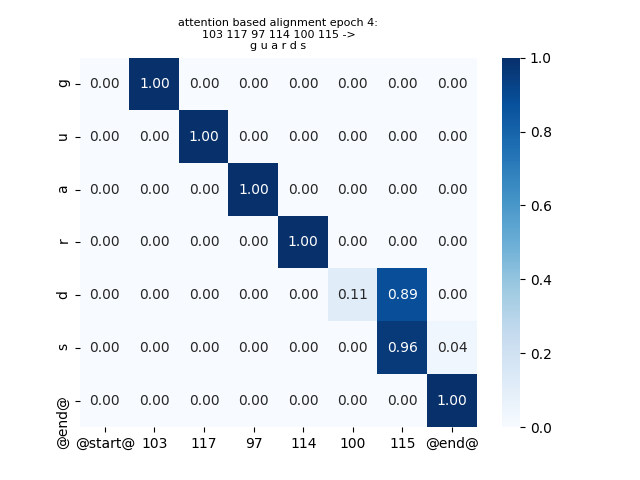 attention based alignment epoch 4:
103 117 97 114 100 115 ->
g u a r d s
g 0.00 1.00 0.00 0.00 0.00 0.00 0.00 0.00
u 0.00 0.00 1.00 0.00 0.00 0.00 0.00 0.00
a 0.00 0.00 0.00 1.00 0.00 0.00 0.00 0.00
r 0.00 0.00 0.00 0.00 1.00 0.00 0.00 0.00
d 0.00 0.00 0.00 0.00 0.00 0.11 0.89 0.00
s 0.00 0.00 0.00 0.00 0.00 0.00 0.96 0.04
@end@ 0.00 0.00 0.00 0.00 0.00 0.00 0.00 1.00
@start@ 103 117 97 114 100 115 @end@
1.0
0.8
0.6
0.4
0.2
0.0